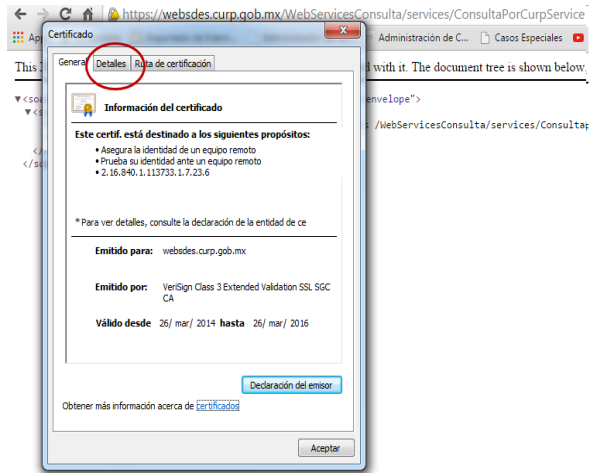 https://websdes.curp.gob.mx/WebServicesConsulta/services/ConsultaPorCurpService
Certificado
Administración de C...
Casos Especiales
General
Detalles
Ruta de certificación
This
d with it. The document tree is shown below.
envelope">
/WebServicesConsulta/services/Consultap
Información del certificado
Este certif. está destinado a los siguientes propósitos:
• Asegura la identidad de un equipo remoto
• Prueba su identidad ante un equipo remoto
• 2.16.840.1.113733.1.7.23.6
* Para ver detalles, consulte la declaración de la entidad de ce
Emitido para: websdes.curp.gob.mx
Emitido por: VeriSign Class 3 Extended Validation SSL SGC
CA
Válido desde 26/ mar/ 2014 hasta 26/ mar/ 2016
Declaración del emisor
Obtener más información acerca de certificados
Aceptar